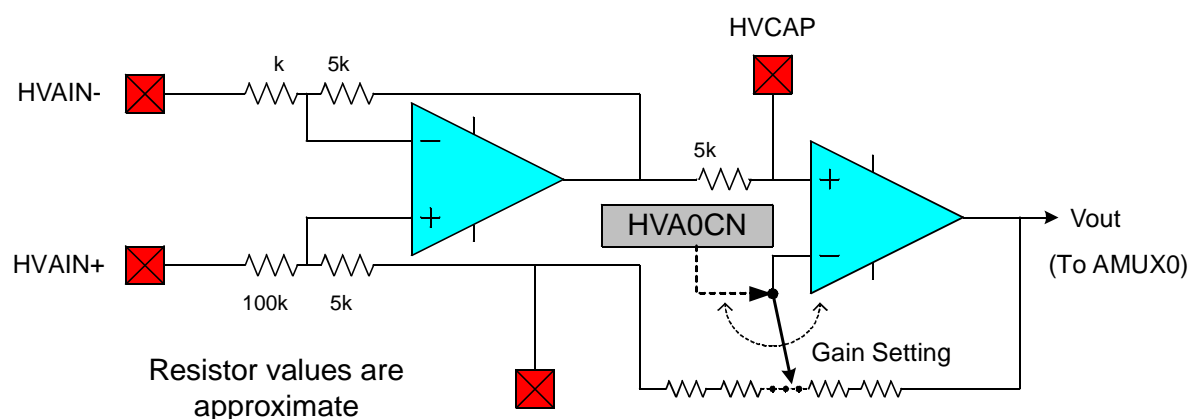 HVCAP
k 5k
HVAIN-
5k
HVA0CN
Vout
HVAIN+
(To AMUX0)
100k 5k
Gain Setting
Resistor values are
approximate